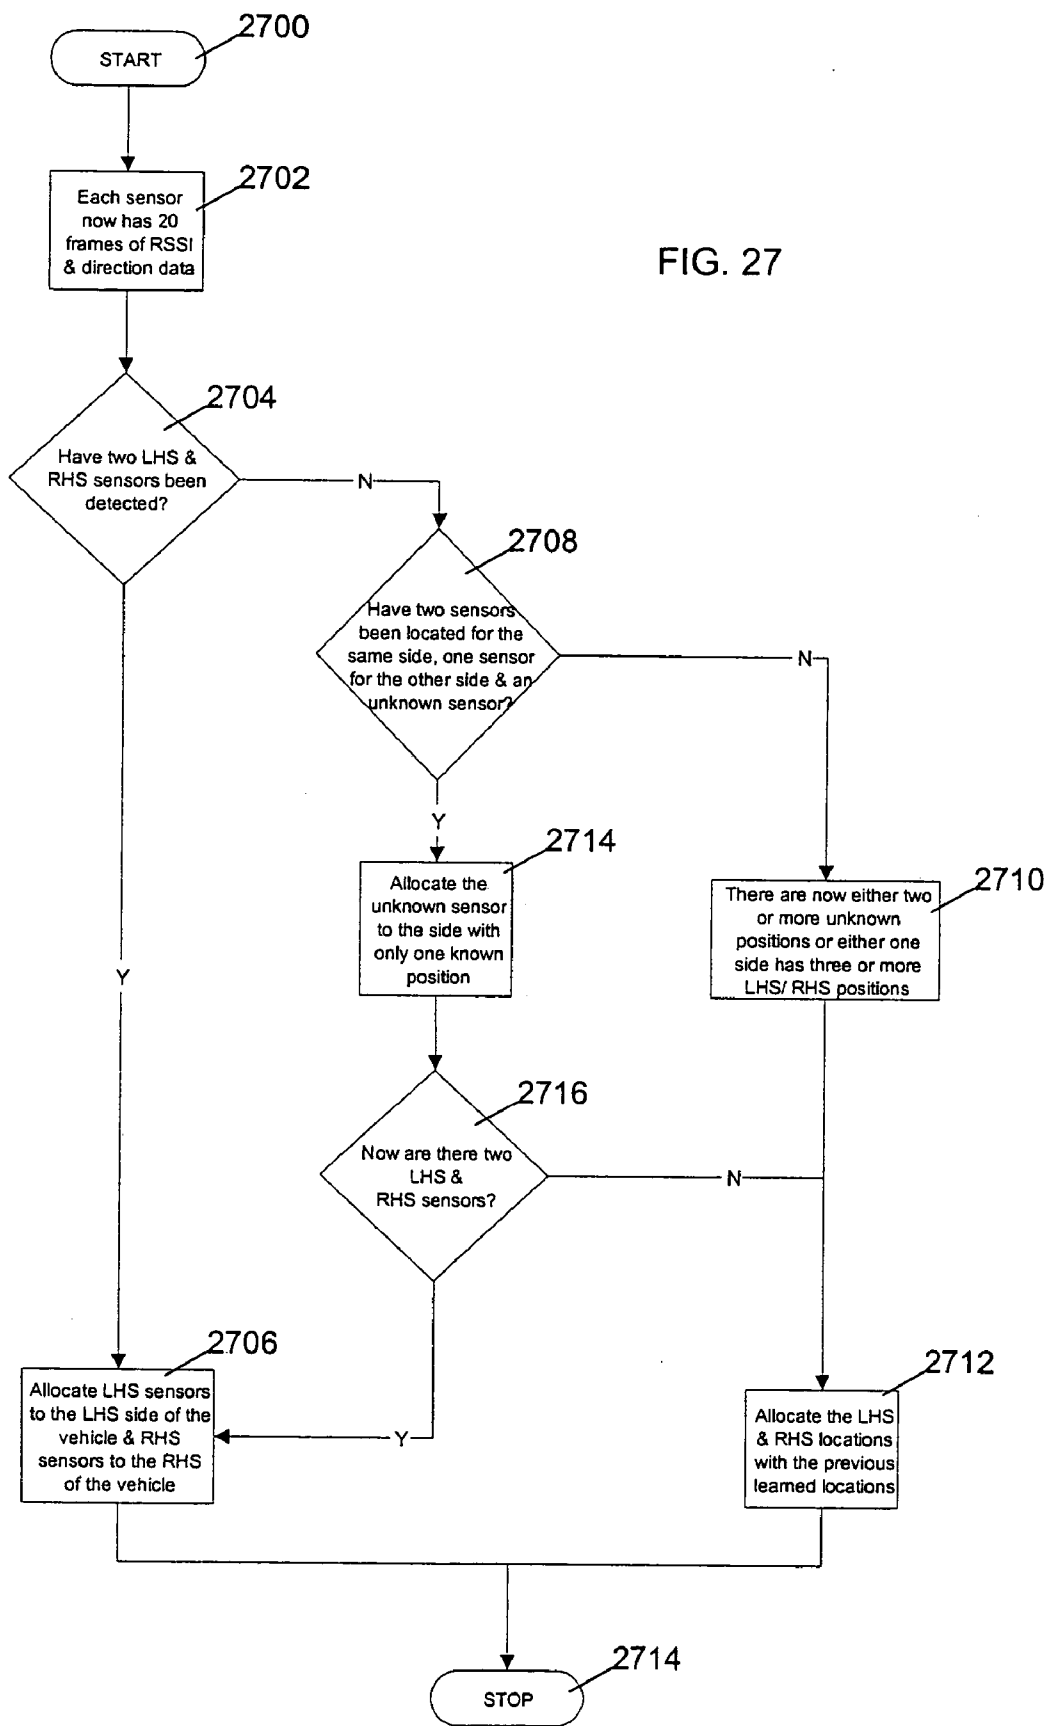 2700
START
2702
Each sensor
now has 20
frames of RSSI
& direction data
FIG. 27
2704
Have two LHS &
RHS sensors been
detected?
N
2708
Have two sensors
been located for the
same side, one sensor
for the other side & an
unknown sensor?
N
Y
2714
Allocate the
unknown sensor
to the side with
only one known
position
2710
There are now either two
or more unknown
positions or either one
side has three or more
LHS/ RHS positions
Y
2716
Now are there two
LHS &
RHS sensors?
N
2706
Allocate LHS sensors
to the LHS side of the
vehicle & RHS
sensors to the RHS
of the vehicle
Y
2712
Allocate the LHS
& RHS locations
with the previous
learned locations
2714
STOP